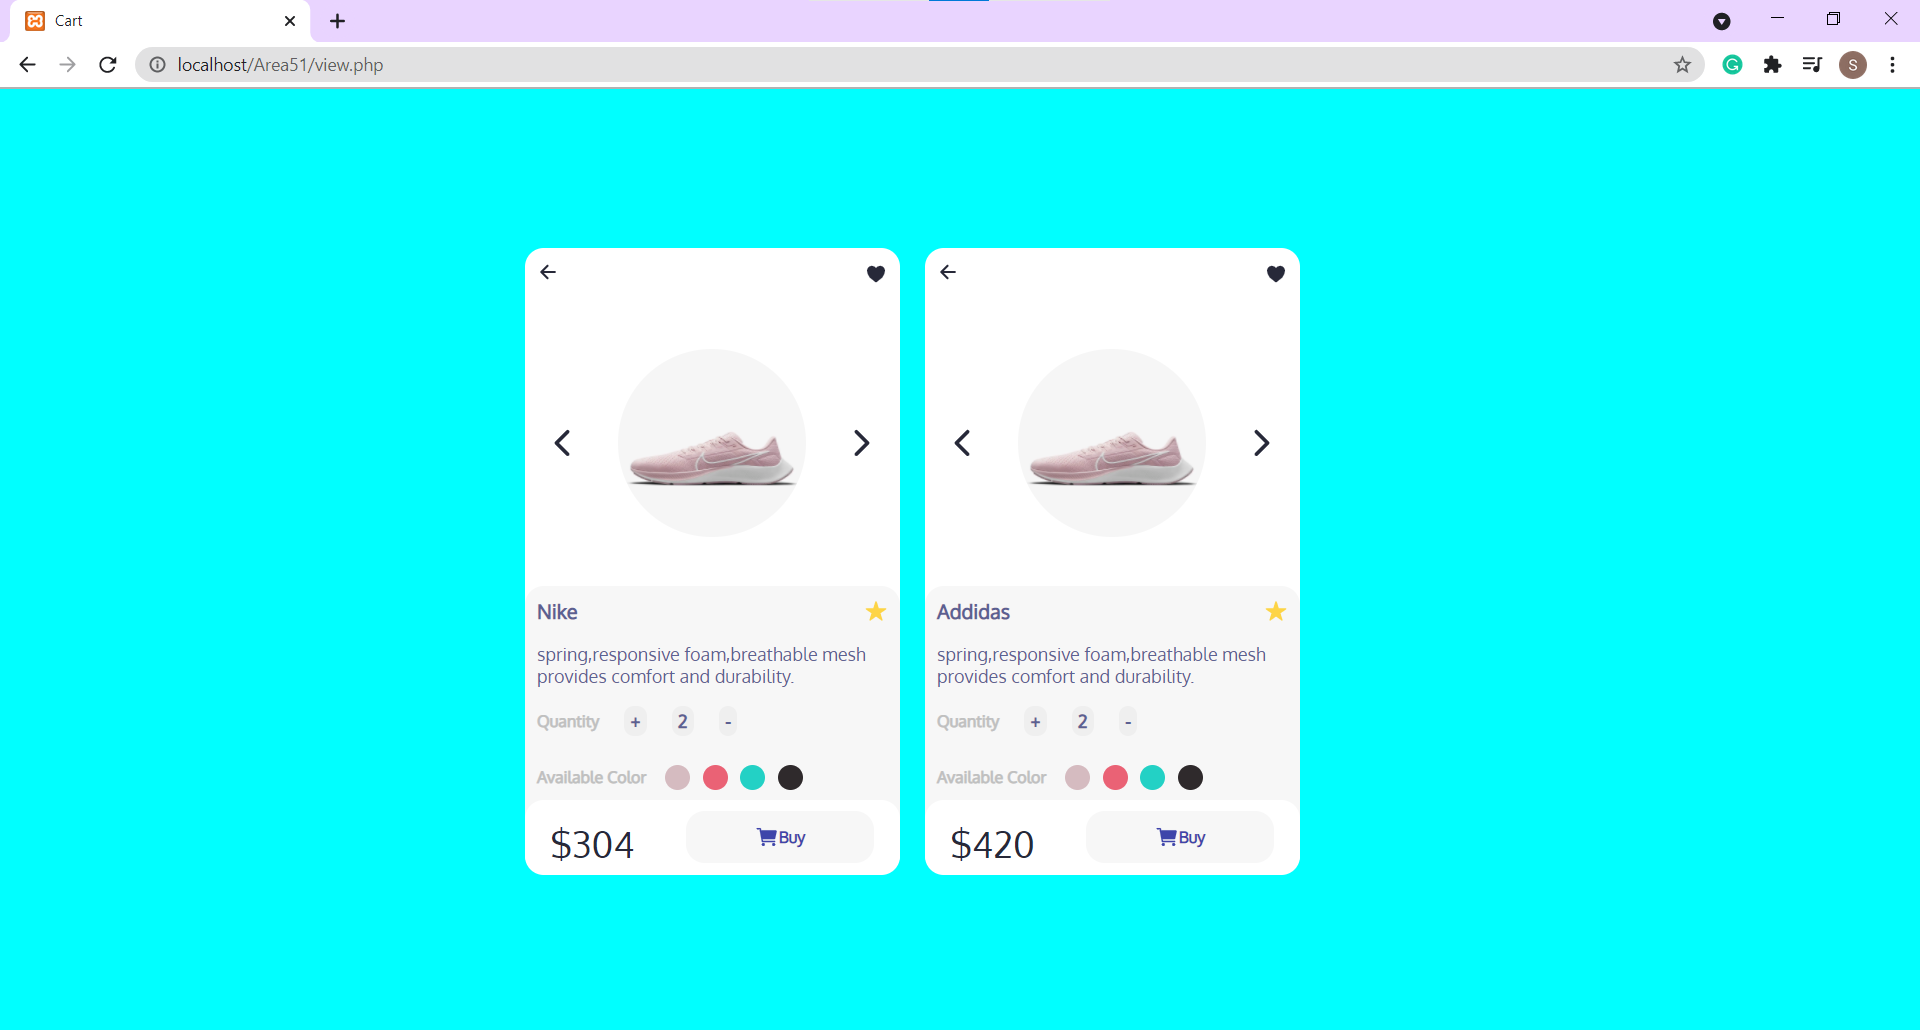 Cart
localhost/Area51/view.php
S
Nike
spring,responsive foam,breathable mesh
provides comfort and durability.
Quantity + 2 -
Available Color
$304 Buy
Addidas
spring,responsive foam,breathable mesh
provides comfort and durability.
Quantity + 2 -
Available Color
$420 Buy